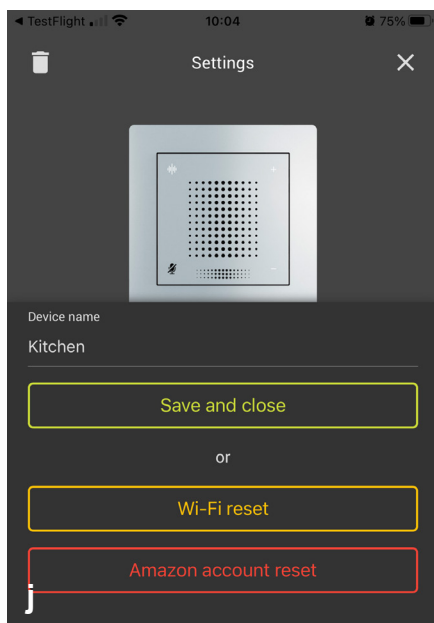 TestFlight
10:04
75%
Settings
Device name
Kitchen
Save and close
or
Wi-Fi reset
Amazon account reset
j